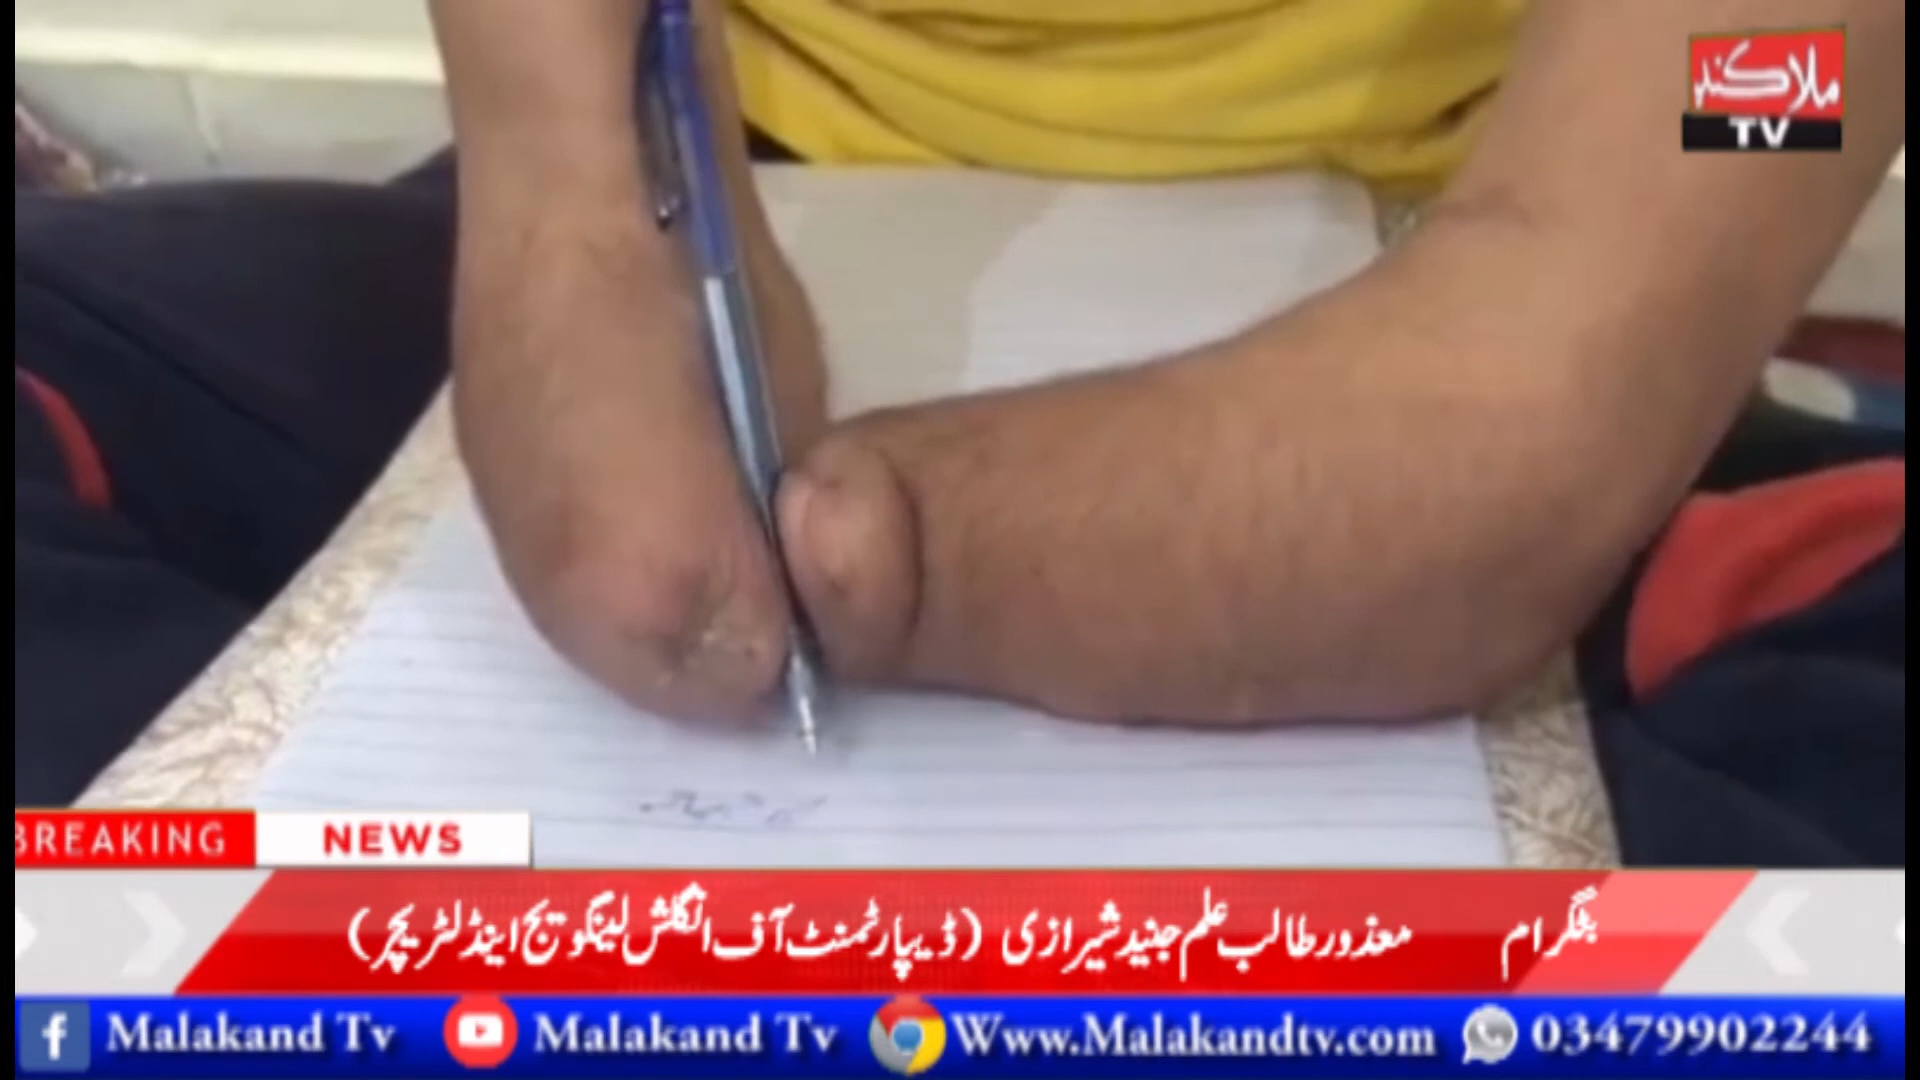 ملاکنڈ
TV
BREAKING NEWS
بٹگرام معذور طالب علم جنید شیرازی (ڈیپارٹمنٹ آف انگلش لینگویج اینڈ لٹریچر)
Malakand Tv Malakand Tv Www.Malakandtv.com 03479902244